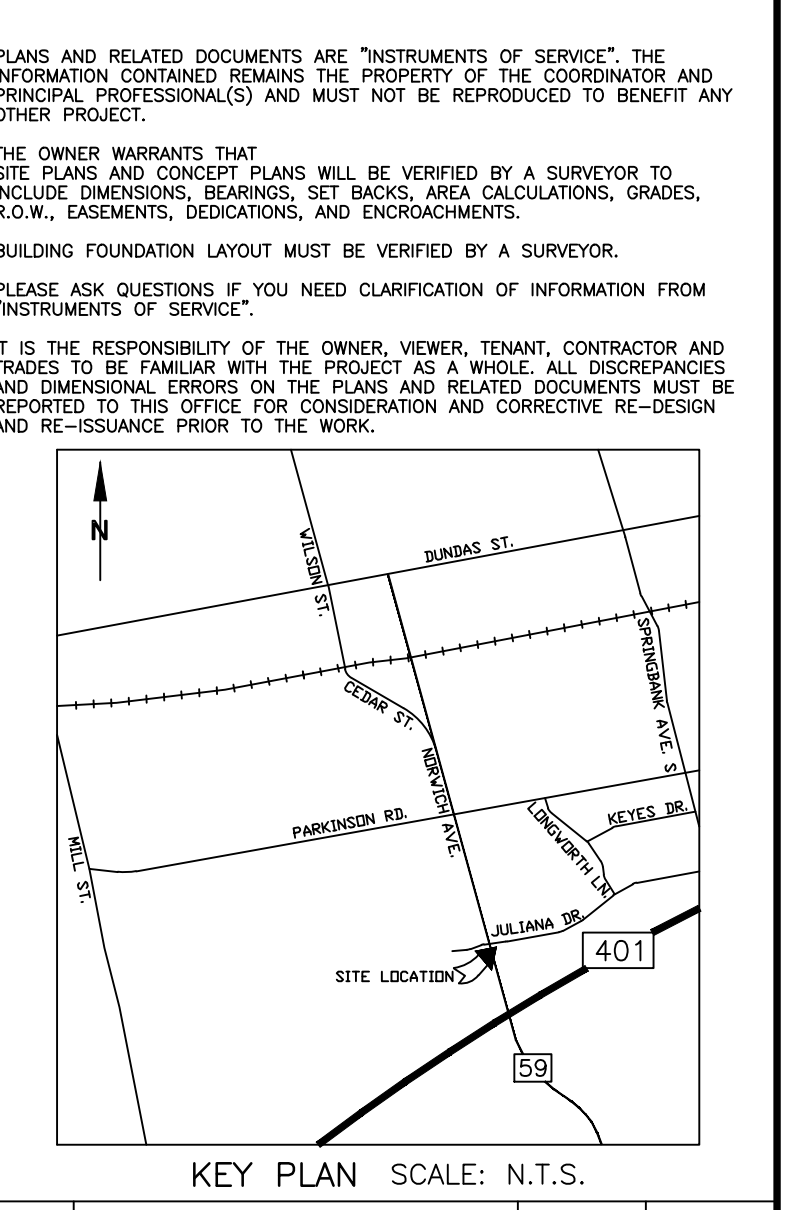 PLANS AND RELATED DOCUMENTS ARE "INSTRUMENTS OF SERVICE". THE
INFORMATION CONTAINED REMAINS THE PROPERTY OF THE COORDINATOR AND
PRINCIPAL PROFESSIONAL(S) AND MUST NOT BE REPRODUCED TO BENEFIT ANY
OTHER PROJECT.
THE OWNER WARRANTS THAT
SITE PLANS AND CONCEPT PLANS WILL BE VERIFIED BY A SURVEYOR TO
INCLUDE DIMENSIONS, BEARINGS, SET BACKS, AREA CALCULATIONS, GRADES,
R.O.W., EASEMENTS, DEDICATIONS, AND ENCROACHMENTS.
BUILDING FOUNDATION LAYOUT MUST BE VERIFIED BY A SURVEYOR.
PLEASE ASK QUESTIONS IF YOU NEED CLARIFICATION OF INFORMATION FROM
"INSTRUMENTS OF SERVICE".
IT IS THE RESPONSIBILITY OF THE OWNER, VIEWER, TENANT, CONTRACTOR AND
TRADES TO BE FAMILIAR WITH THE PROJECT AS A WHOLE. ALL DISCREPANCIES
AND DIMENSIONAL ERRORS ON THE PLANS AND RELATED DOCUMENTS MUST BE
REPORTED TO THIS OFFICE FOR CONSIDERATION AND CORRECTIVE RE-DESIGN
AND RE-ISSUANCE PRIOR TO THE WORK.
N
WILSON ST.
DUNDAS ST.
SPRINGBANK AVE. S
CEDAR ST.
NORWICH AVE.
PARKINSON RD.
LONGWORTH LN.
KEYES DR.
MILL ST.
JULIANA DR.
SITE LOCATION
401
59
KEY PLAN SCALE: N.T.S.